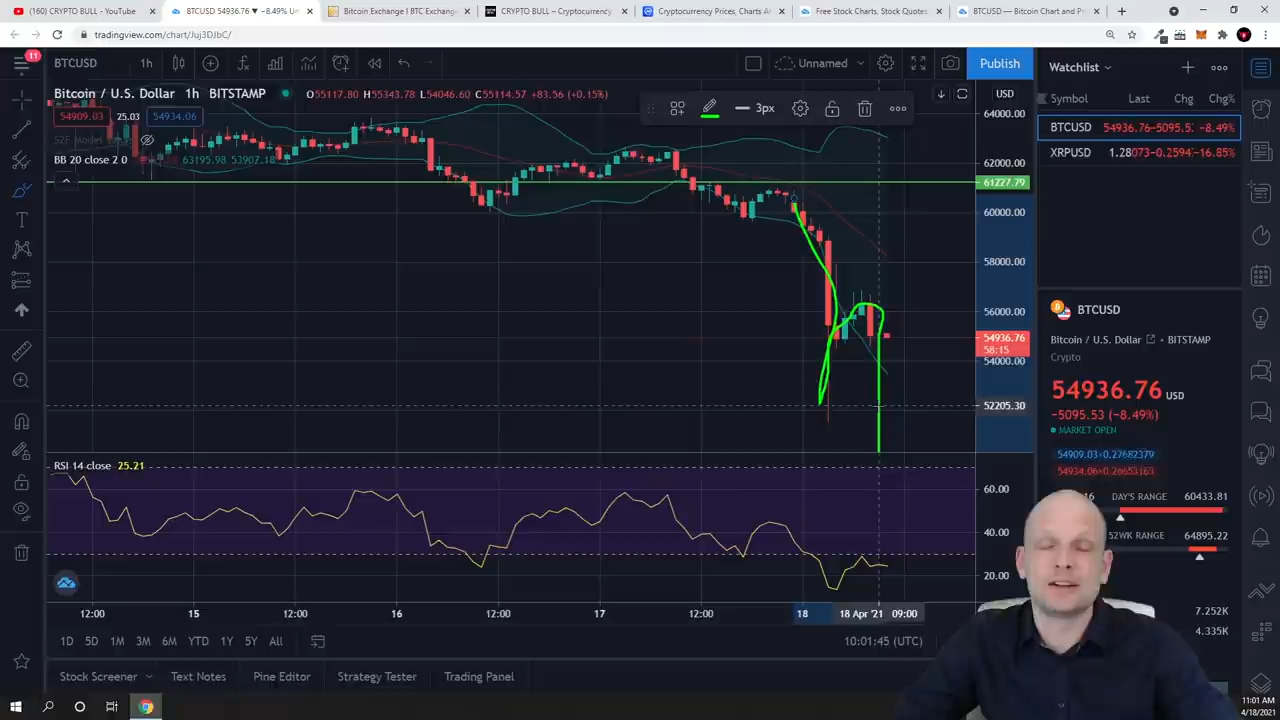 (160) CRYPTO BULL - YouTube
BTCUSD 54936.76 ▼ −8.49% Un
Bitcoin Exchange | BTC Exchang
CRYPTO BULL – Cryptocurrency
Cryptocurrency Prices, Charts A
Free Stock Charts, Stock Quotes
BTCUSD — Bitcoin Chart and P
tradingview.com/chart/Juj3DJbC/
11
BTCUSD
1h
Unnamed
Publish
Watchlist
Bitcoin / U.S. Dollar 1h BITSTAMP
O55117.80 H55343.78 L54046.60 C55114.57 +83.56 (+0.15%)
54909.03
25.03
54934.06
BB 20 close 2 0
63195.98 53907.18
3px
USD
64000.00
62000.00
61227.79
60000.00
58000.00
56000.00
54936.76
58:15
54000.00
52205.30
Symbol
Last
Chg
Chg%
BTCUSD
54936.76
-5095.5
-8.49%
XRPUSD
1.28073
-0.2594
-16.85%
BTCUSD
Bitcoin / U.S. Dollar
BITSTAMP
Crypto
54936.76 USD
−5095.53 (−8.49%)
MARKET OPEN
54909.03×0.27682379
54934.06×0.26653163
16
DAY'S RANGE
60433.81
52WK RANGE
64895.22
7.252K
4.335K
RSI 14 close 25.21
60.00
40.00
20.00
12:00
15
12:00
16
12:00
17
12:00
18
18 Apr '21 09:00
1D
5D
1M
3M
6M
YTD
1Y
5Y
All
10:01:45 (UTC)
Stock Screener
Text Notes
Pine Editor
Strategy Tester
Trading Panel
11:01 AM
4/18/2021